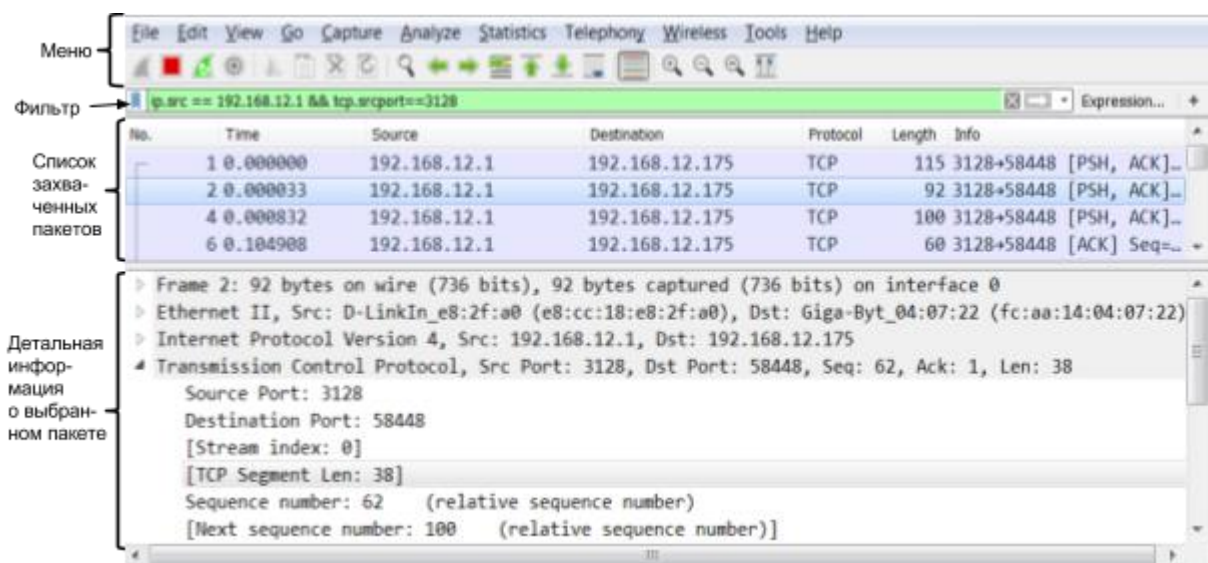 Меню
File Edit View Go Capture Analyze Statistics Telephony Wireless Tools Help
Фильтр
ip.src == 192.168.12.1 && tcp.srcport==3128
Expression... +
Список
захва-
ченных
пакетов
No. Time Source Destination Protocol Length Info
1 0.000000 192.168.12.1 192.168.12.175 TCP 115 3128→58448 [PSH, ACK]…
2 0.000033 192.168.12.1 192.168.12.175 TCP 92 3128→58448 [PSH, ACK]…
4 0.000832 192.168.12.1 192.168.12.175 TCP 100 3128→58448 [PSH, ACK]…
6 0.104908 192.168.12.1 192.168.12.175 TCP 60 3128→58448 [ACK] Seq=…
Детальная
инфор-
мация
о выбран-
ном пакете
Frame 2: 92 bytes on wire (736 bits), 92 bytes captured (736 bits) on interface 0
Ethernet II, Src: D-LinkIn_e8:2f:a0 (e8:cc:18:e8:2f:a0), Dst: Giga-Byt_04:07:22 (fc:aa:14:04:07:22)
Internet Protocol Version 4, Src: 192.168.12.1, Dst: 192.168.12.175
Transmission Control Protocol, Src Port: 3128, Dst Port: 58448, Seq: 62, Ack: 1, Len: 38
Source Port: 3128
Destination Port: 58448
[Stream index: 0]
[TCP Segment Len: 38]
Sequence number: 62 (relative sequence number)
[Next sequence number: 100 (relative sequence number)]